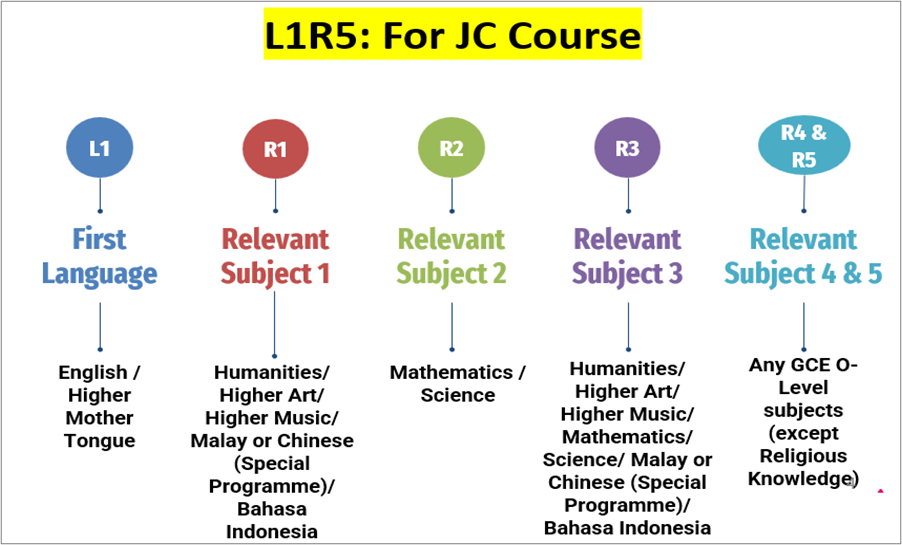 L1R5: For JC Course
L1
First
Language
English /
Higher
Mother
Tongue
R1
Relevant
Subject 1
Humanities/
Higher Art/
Higher Music/
Malay or Chinese
(Special
Programme)/
Bahasa
Indonesia
R2
Relevant
Subject 2
Mathematics /
Science
R3
Relevant
Subject 3
Humanities/
Higher Art/
Higher Music/
Mathematics/
Science/ Malay or
Chinese (Special
Programme)/
Bahasa Indonesia
R4 &
R5
Relevant
Subject 4 & 5
Any GCE O-
Level
subjects
(except
Religious
Knowledge)